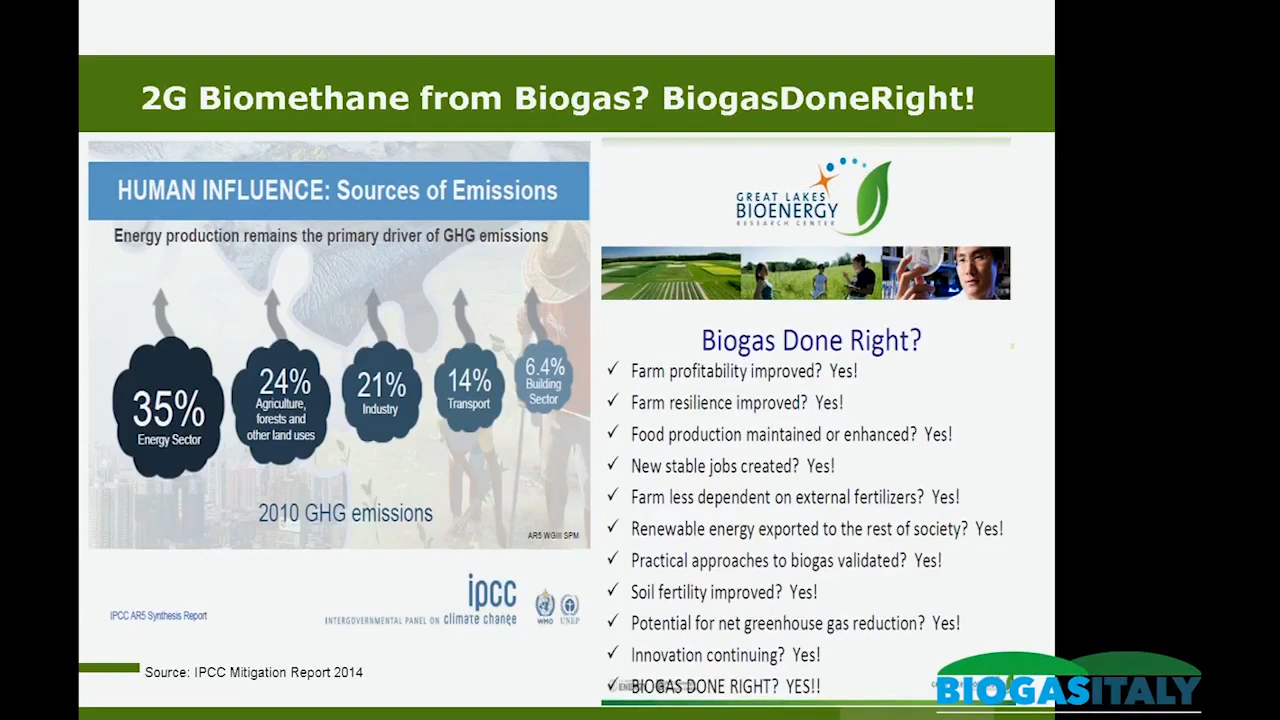 2G Biomethane from Biogas? BiogasDoneRight!
HUMAN INFLUENCE: Sources of Emissions
Energy production remains the primary driver of GHG emissions
35%
Energy Sector
24%
Agriculture,
forests and
other land uses
21%
Industry
14%
Transport
6.4%
Building
Sector
2010 GHG emissions
AR5 WGIII SPM
IPCC AR5 Synthesis Report
ipcc
INTERGOVERNMENTAL PANEL ON climate change
WMO
UNEP
Source: IPCC Mitigation Report 2014
GREAT LAKES
BIOENERGY
RESEARCH CENTER
Biogas Done Right?
✓ Farm profitability improved? Yes!
✓ Farm resilience improved? Yes!
✓ Food production maintained or enhanced? Yes!
✓ New stable jobs created? Yes!
✓ Farm less dependent on external fertilizers? Yes!
✓ Renewable energy exported to the rest of society? Yes!
✓ Practical approaches to biogas validated? Yes!
✓ Soil fertility improved? Yes!
✓ Potential for net greenhouse gas reduction? Yes!
✓ Innovation continuing? Yes!
✓ BIOGAS DONE RIGHT? YES!!
BIOGASITALY